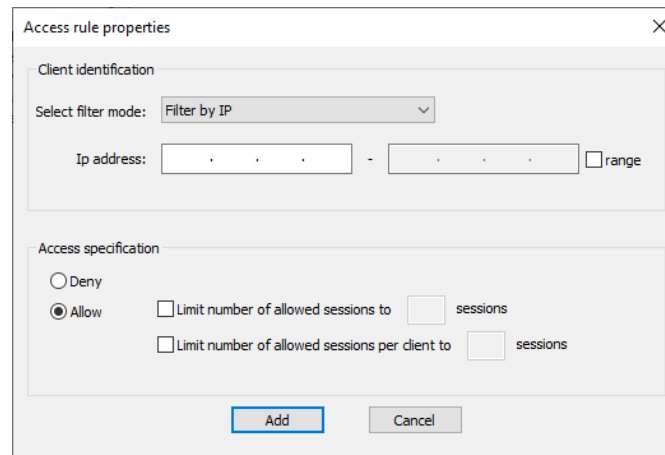 Access rule properties
Client identification
Select filter mode: Filter by IP
Ip address: . . . - . . . range
Access specification
Deny
Allow Limit number of allowed sessions to sessions
Limit number of allowed sessions per client to sessions
Add Cancel